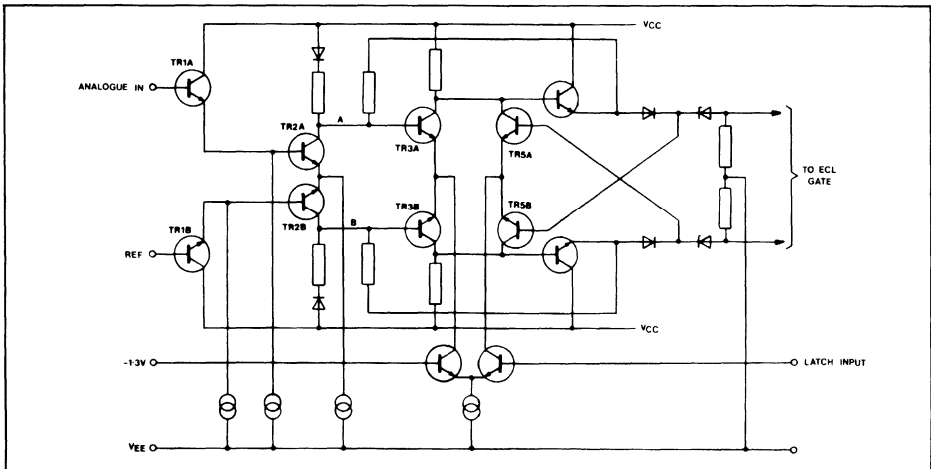 VCC
TR1A
ANALOGUE IN
A
TR2A
TR3A
TR5A
TO ECL
GATE
TR3B
TR5B
TR2B
B
TR1B
REF
VCC
-1·3V
LATCH INPUT
VEE